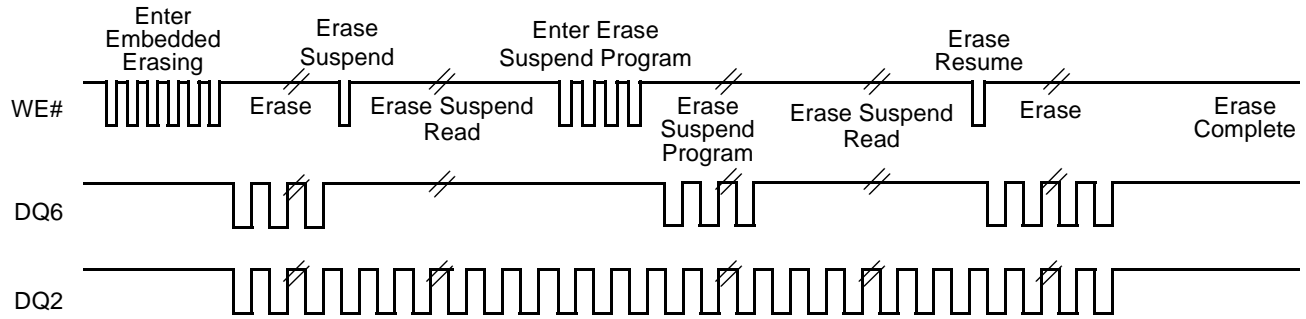 Enter
Embedded
Erasing
Erase
Suspend
Enter Erase
Suspend Program
Erase
Resume
WE#
Erase
Erase Suspend
Read
Erase
Suspend
Program
Erase Suspend
Read
Erase
Erase
Complete
DQ6
DQ2